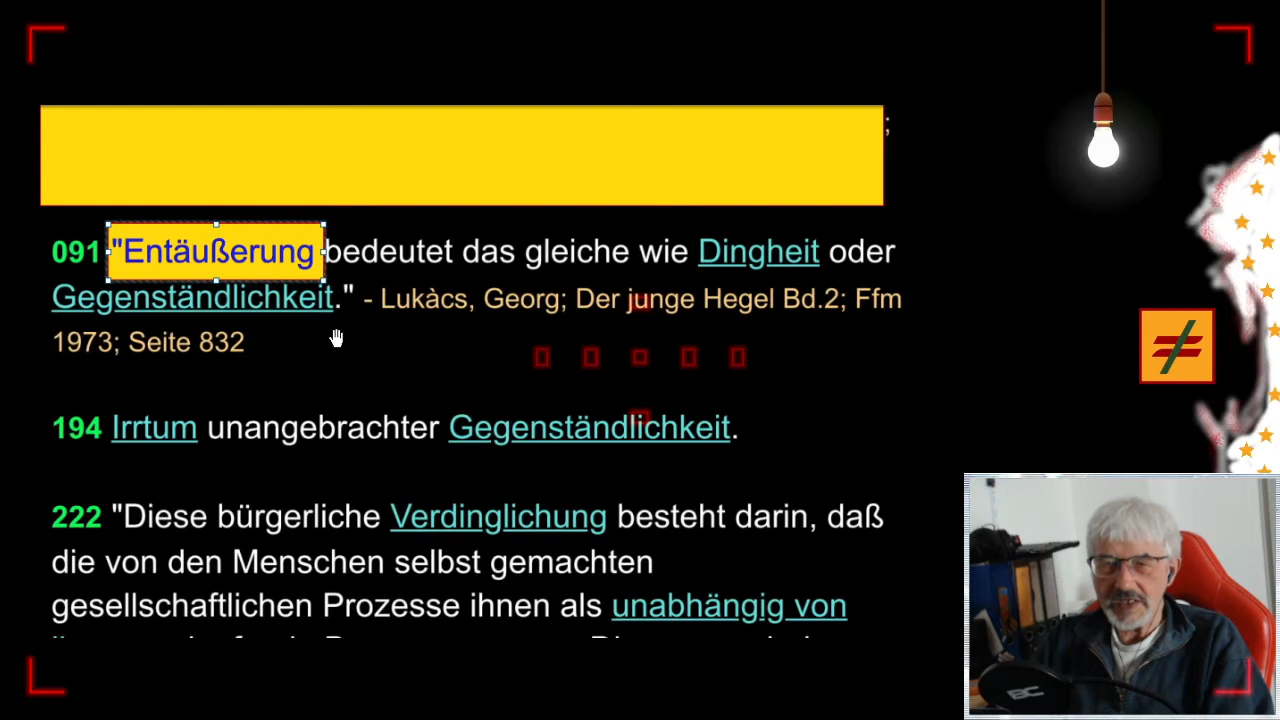 ;
091 "Entäußerung bedeutet das gleiche wie Dingheit oder
Gegenständlichkeit." - Lukàcs, Georg; Der junge Hegel Bd.2; Ffm
1973; Seite 832
194 Irrtum unangebrachter Gegenständlichkeit.
222 "Diese bürgerliche Verdinglichung besteht darin, daß
die von den Menschen selbst gemachten
gesellschaftlichen Prozesse ihnen als unabhängig von
≠
BC